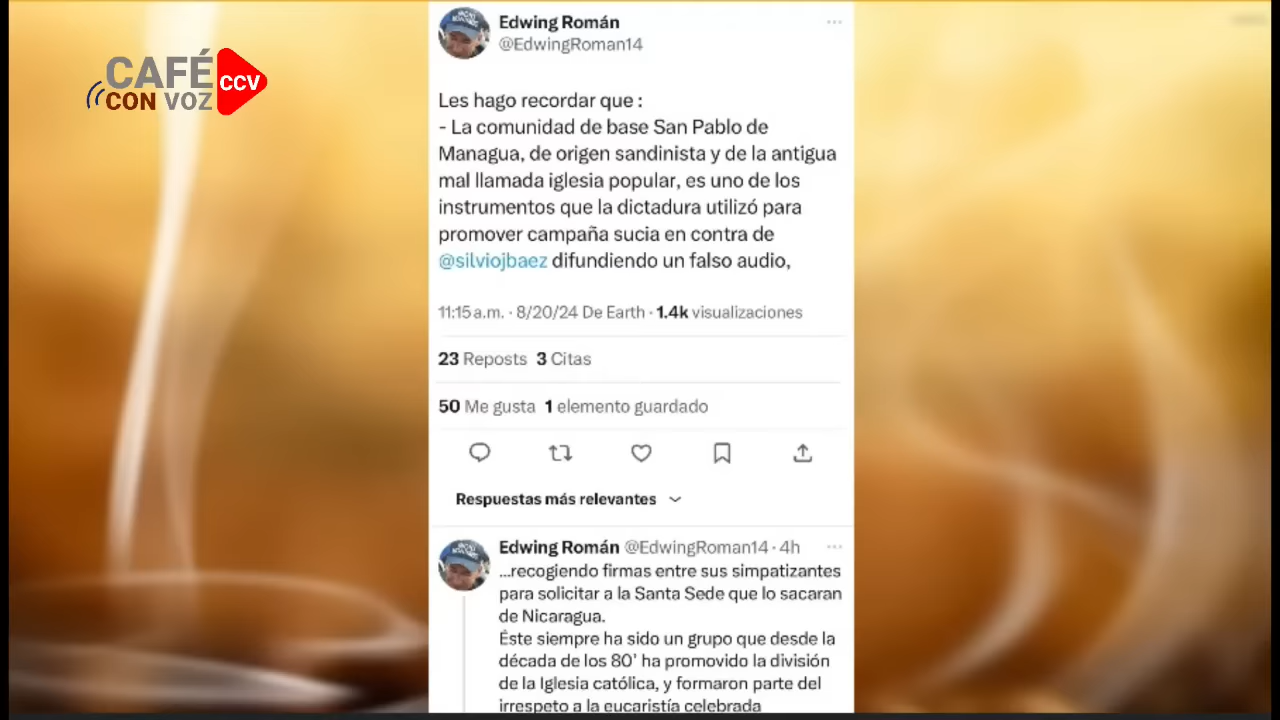 CAFÉ
CON VOZ
CCV
Edwing Román
@EdwingRoman14
Les hago recordar que :
- La comunidad de base San Pablo de
Managua, de origen sandinista y de la antigua
mal llamada iglesia popular, es uno de los
instrumentos que la dictadura utilizó para
promover campaña sucia en contra de
@silviojbaez difundiendo un falso audio,
11:15 a.m. · 8/20/24 De Earth · 1.4k visualizaciones
23 Reposts 3 Citas
50 Me gusta 1 elemento guardado
Respuestas más relevantes
Edwing Román @EdwingRoman14 · 4h
...recogiendo firmas entre sus simpatizantes
para solicitar a la Santa Sede que lo sacaran
de Nicaragua.
Éste siempre ha sido un grupo que desde la
década de los 80' ha promovido la división
de la Iglesia católica, y formaron parte del
irrespeto a la eucaristía celebrada